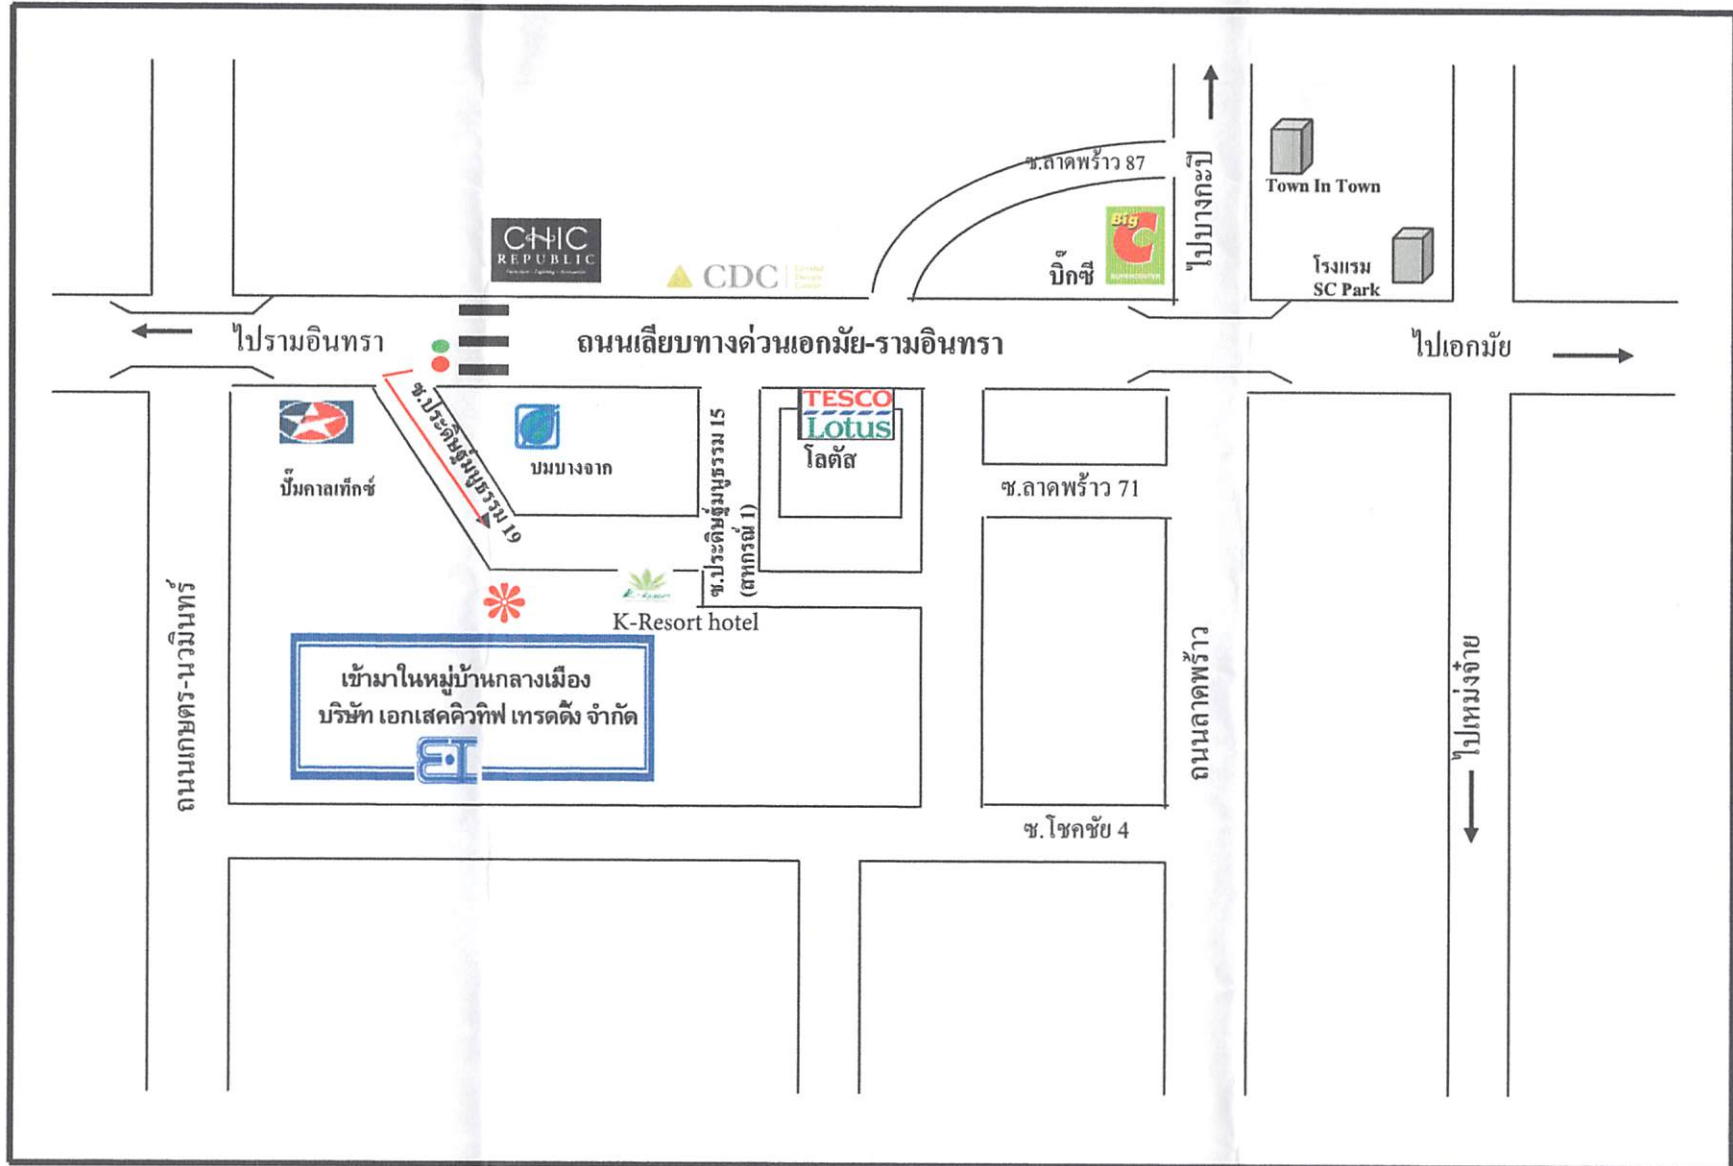 ซ.ลาดพร้าว 87
ไปบางกะปิ
Town In Town
CHIC
REPUBLIC
CDC
Big
C
SUPERCENTER
บิ๊กซี
โรงแรม
SC Park
ไปรามอินทรา
ถนนเลียบทางด่วนเอกมัย-รามอินทรา
ไปเอกมัย
ปั๊มคาลเท็กซ์
ซ.ประดิษฐ์มนูธรรม 19
ปมบางจาก
ซ.ประดิษฐ์มนูธรรม 15
(สหกรณ์ 1)
TESCO
Lotus
โลตัส
ซ.ลาดพร้าว 71
K-Resort hotel
ถนนเกษตร-นวมินทร์
เข้ามาในหมู่บ้านกลางเมือง
บริษัท เอกเสคคิวทิฟ เทรดดิ้ง จำกัด
ET
ถนนลาดพร้าว
ไปเหม่งจ๋าย
ซ.โชคชัย 4